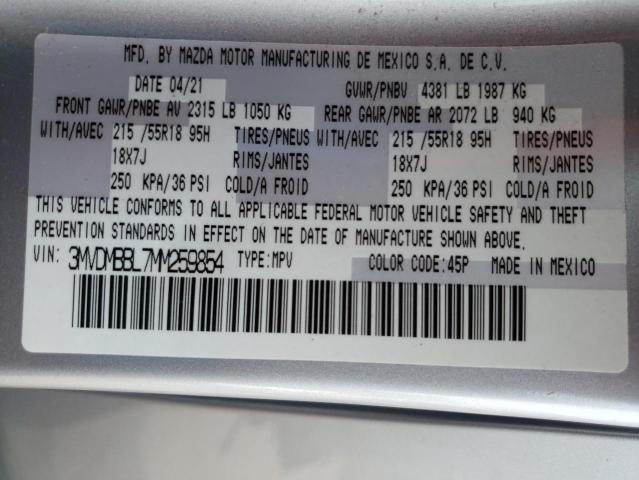 MFD. BY MAZDA MOTOR MANUFACTURING DE MEXICO S.A. DE C.V.
DATE 04/21 GVWR/PNBV 4381 LB 1987 KG
FRONT GAWR/PNBE AV 2315 LB 1050 KG REAR GAWR/PNBE AR 2072 LB 940 KG
WITH/AVEC 215 /55R18 95H TIRES/PNEUS WITH/AVEC 215 /55R18 95H TIRES/PNEUS
18X7J RIMS/JANTES 18X7J RIMS/JANTES
250 KPA/36 PSI COLD/A FROID 250 KPA/36 PSI COLD/A FROID
THIS VEHICLE CONFORMS TO ALL APPLICABLE FEDERAL MOTOR VEHICLE SAFETY AND THEFT
PREVENTION STANDARDS IN EFFECT ON THE DATE OF MANUFACTURE SHOWN ABOVE.
VIN: 3MVDMBBL7MM259854 TYPE:MPV COLOR CODE:45P MADE IN MEXICO